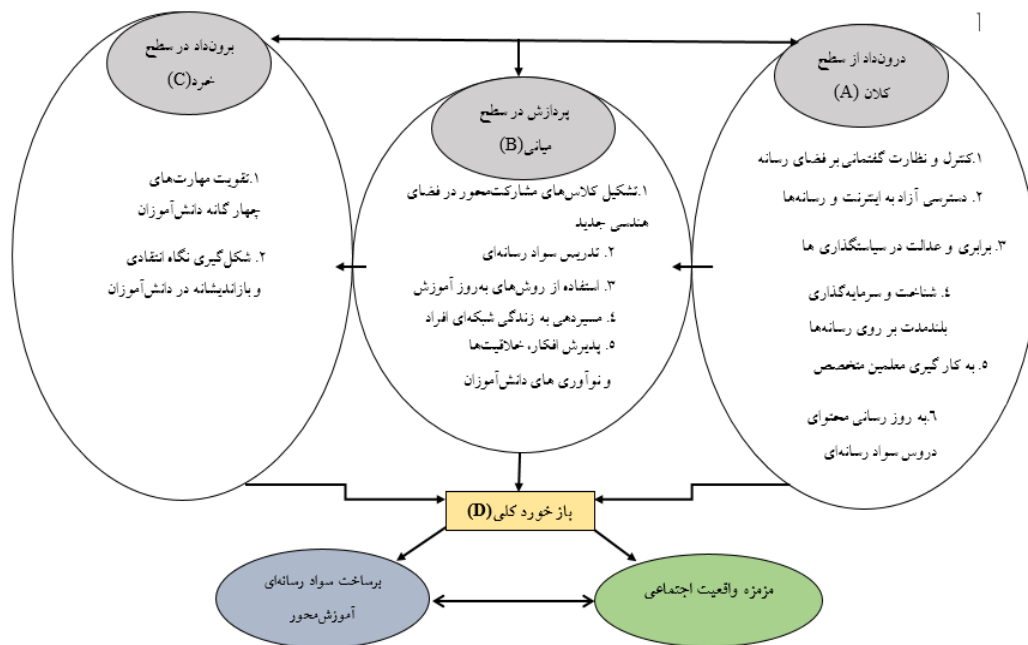 أ
درون‌داد از سطح
کلان (A)
۱.کنترل و نظارت گفتمانی بر فضای رسانه
۲. دسترسی آزاد به اینترنت و رسانه‌ها
۳. برابری و عدالت در سیاستگذاری ها
۴. شناخت و سرمایه‌گذاری
بلندمدت بر روی رسانه‌ها
۵. به کار گیری معلمین متخصص
۶.به روز رسانی محتوای
دروس سواد رسانه‌ای
پردازش در سطح
میانی(B)
۱.تشکیل کلاس‌های مشارکت‌محور در فضای
هندسی جدید
۲. تدریس سواد رسانه‌ای
۳. استفاده از روش‌های به‌روز آموزش
۴. مسیردهی به زندگی شبکه‌ای افراد
۵. پذیرش افکار، خلاقیت‌ها
و نوآوری های دانش‌آموزان
برون‌داد در سطح
خرد(C)
۱.تقویت مهارت‌های
چهار گانه دانش‌آموزان
۲. شکل‌گیری نگاه انتقادی
و بازاندیشانه در دانش‌آموزان
باز خورد کلی(D)
مزمزه واقعیت اجتماعی
برساخت سواد رسانه‌ای
آموزش‌محور